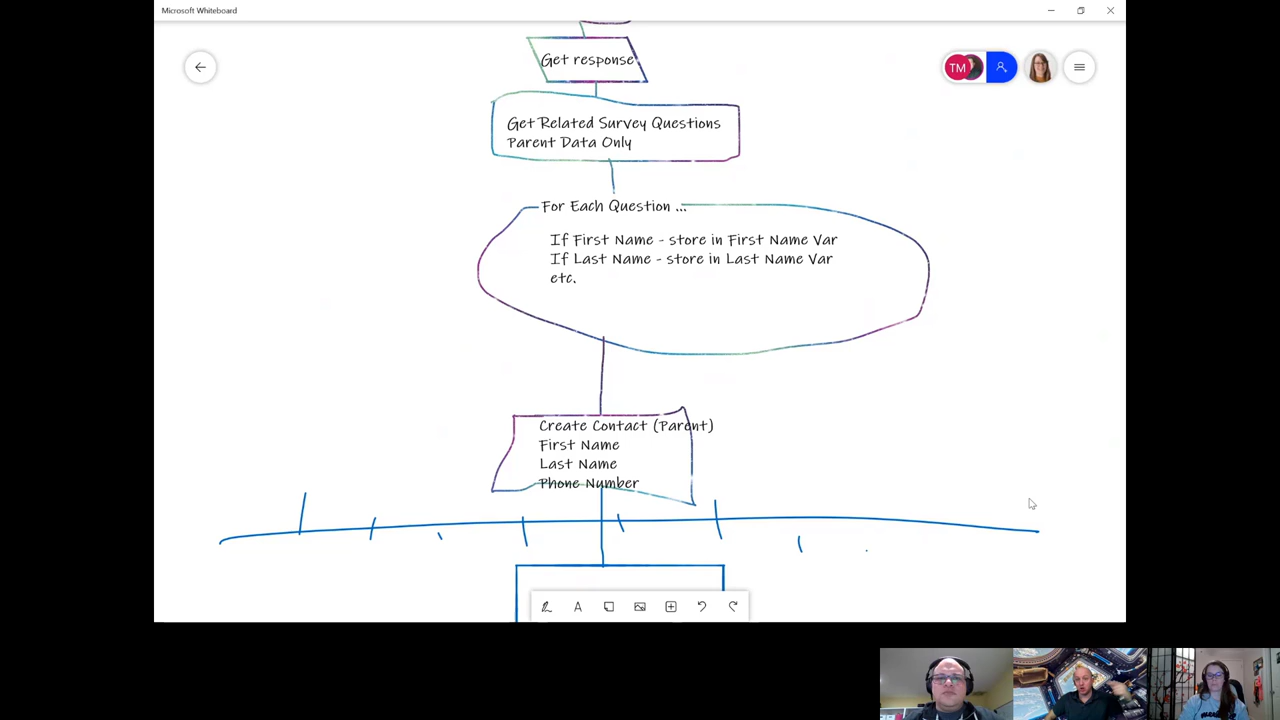 Microsoft Whiteboard
TM
Get response
Get Related Survey Questions
Parent Data Only
For Each Question ...
If First Name - store in First Name Var
If Last Name - store in Last Name Var
etc.
Create Contact (Parent)
First Name
Last Name
Phone Number
A